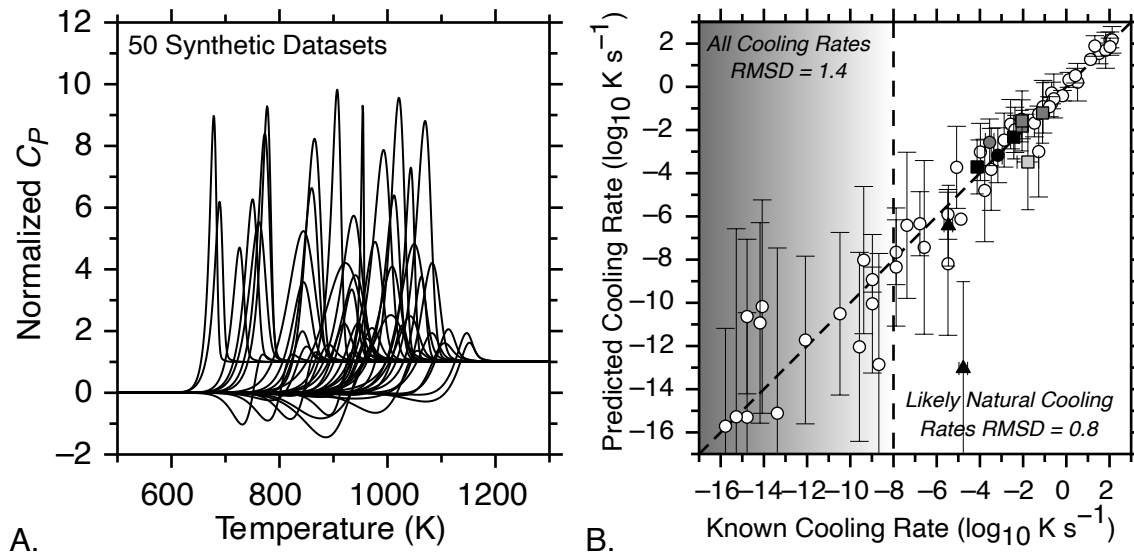 50 Synthetic Datasets
Normalized C_P
12
10
8
6
4
2
0
−2
600 800 1000 1200
Temperature (K)
A.
All Cooling Rates
RMSD = 1.4
Likely Natural Cooling
Rates RMSD = 0.8
Predicted Cooling Rate (log₁₀ K s⁻¹)
2
0
−2
−4
−6
−8
−10
−12
−14
−16
−16 −14 −12 −10 −8 −6 −4 −2 0 2
Known Cooling Rate (log₁₀ K s⁻¹)
B.